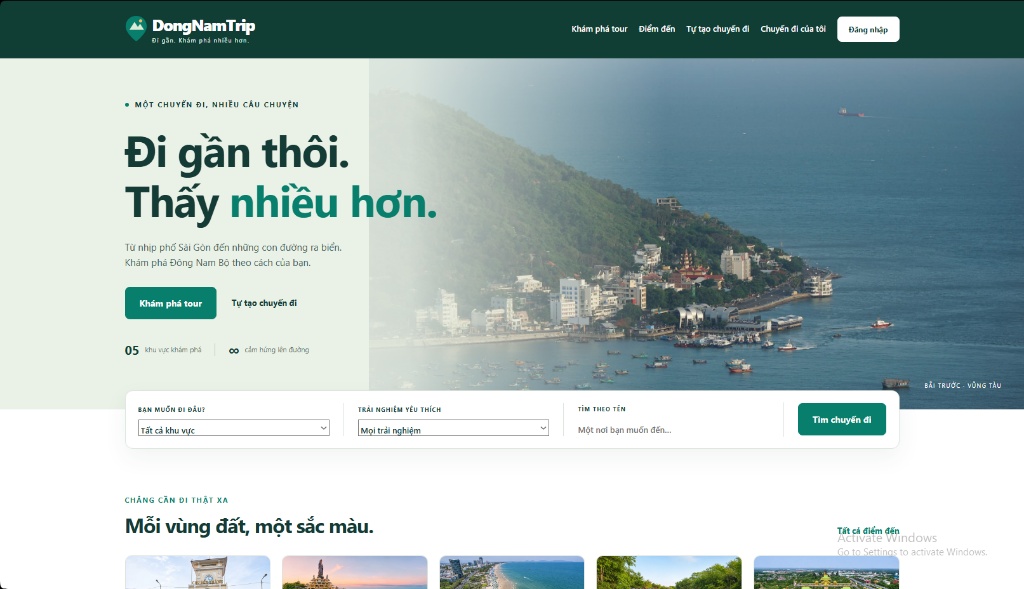 DongNamTrip
Đi gần. Khám phá nhiều hơn.
Khám phá tour
Điểm đến
Tự tạo chuyến đi
Chuyến đi của tôi
Đăng nhập
MỘT CHUYẾN ĐI, NHIỀU CÂU CHUYỆN
Đi gần thôi.
Thấy nhiều hơn.
Từ nhịp phố Sài Gòn đến những con đường ra biển.
Khám phá Đông Nam Bộ theo cách của bạn.
Khám phá tour
Tự tạo chuyến đi
05 khu vực khám phá
∞ cảm hứng lên đường
BÃI TRƯỚC · VŨNG TÀU
BẠN MUỐN ĐI ĐÂU?
Tất cả khu vực
TRẢI NGHIỆM YÊU THÍCH
Mọi trải nghiệm
TÌM THEO TÊN
Một nơi bạn muốn đến...
Tìm chuyến đi
CHẲNG CẦN ĐI THẬT XA
Mỗi vùng đất, một sắc màu.
Tất cả điểm đến
Activate Windows
Go to Settings to activate Windows.